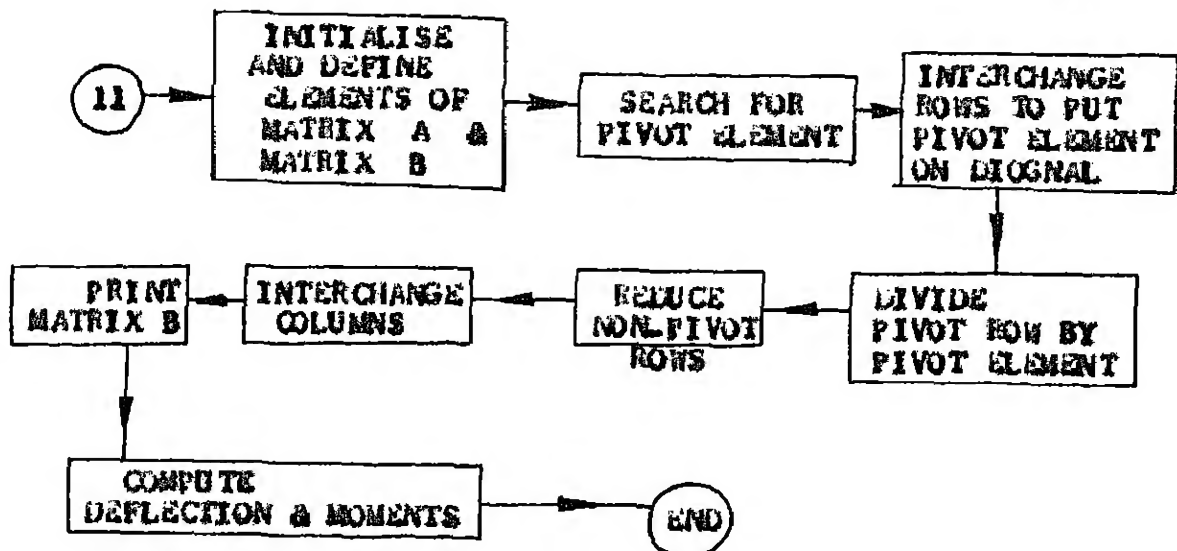 11
INITIALISE
AND DEFINE
ELEMENTS OF
MATRIX A &
MATRIX B
SEARCH FOR
PIVOT ELEMENT
INTERCHANGE
ROWS TO PUT
PIVOT ELEMENT
ON DIOGNAL
DIVIDE
PIVOT ROW BY
PIVOT ELEMENT
REDUCE
NON-PIVOT
ROWS
INTERCHANGE
COLUMNS
PRINT
MATRIX B
COMPUTE
DEFLECTION & MOMENTS
END